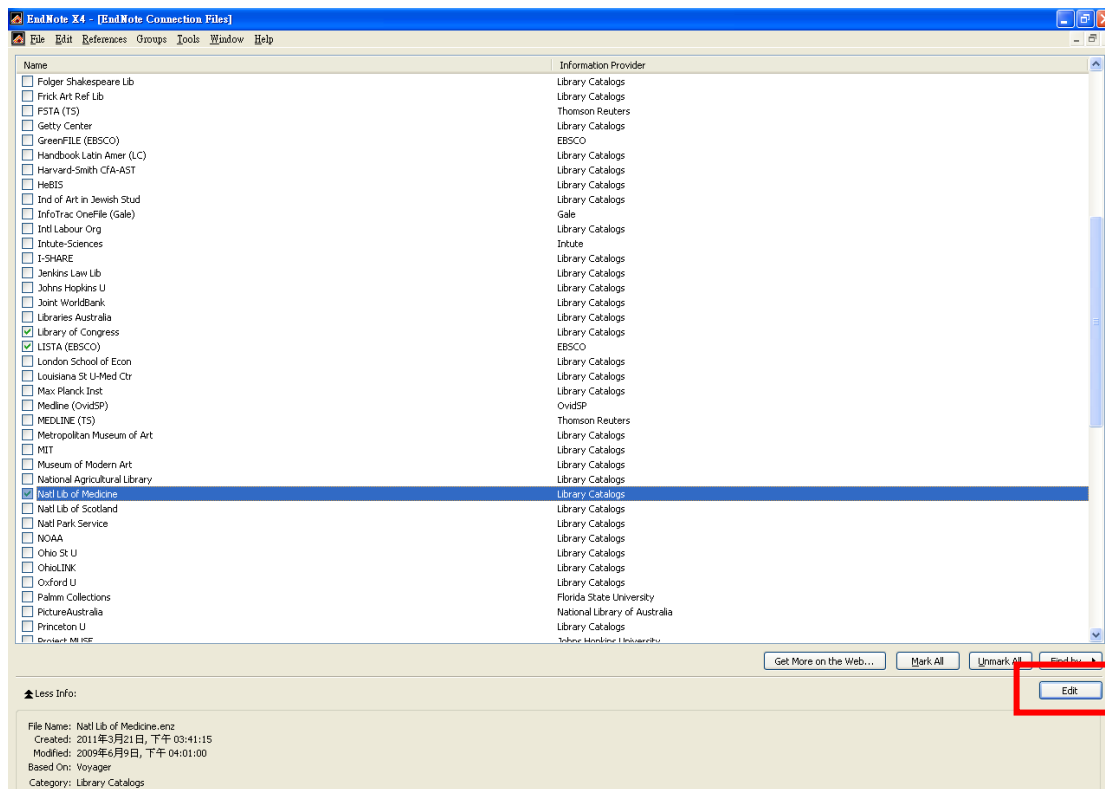 EndNote X4 - [EndNote Connection Files]
File Edit References Groups Tools Window Help
Name Information Provider
Folger Shakespeare Lib Library Catalogs
Frick Art Ref Lib Library Catalogs
FSTA (TS) Thomson Reuters
Getty Center Library Catalogs
GreenFILE (EBSCO) EBSCO
Handbook Latin Amer (LC) Library Catalogs
Harvard-Smith CfA-AST Library Catalogs
HeBIS Library Catalogs
Ind of Art in Jewish Stud Library Catalogs
InfoTrac OneFile (Gale) Gale
Intl Labour Org Library Catalogs
Intute-Sciences Intute
I-SHARE Library Catalogs
Jenkins Law Lib Library Catalogs
Johns Hopkins U Library Catalogs
Joint WorldBank Library Catalogs
Libraries Australia Library Catalogs
Library of Congress Library Catalogs
LISTA (EBSCO) EBSCO
London School of Econ Library Catalogs
Louisiana St U-Med Ctr Library Catalogs
Max Planck Inst Library Catalogs
Medline (OvidSP) OvidSP
MEDLINE (TS) Thomson Reuters
Metropolitan Museum of Art Library Catalogs
MIT Library Catalogs
Museum of Modern Art Library Catalogs
National Agricultural Library Library Catalogs
Natl Lib of Medicine Library Catalogs
Natl Lib of Scotland Library Catalogs
Natl Park Service Library Catalogs
NOAA Library Catalogs
Ohio St U Library Catalogs
OhioLINK Library Catalogs
Oxford U Library Catalogs
Palmm Collections Florida State University
PictureAustralia National Library of Australia
Princeton U Library Catalogs
Project MUSE Johns Hopkins University
Get More on the Web... Mark All Unmark All Find by
Less Info: Edit
File Name: Natl Lib of Medicine.enz
Created: 2011年3月21日, 下午 03:41:15
Modified: 2009年6月9日, 下午 04:01:00
Based On: Voyager
Category: Library Catalogs